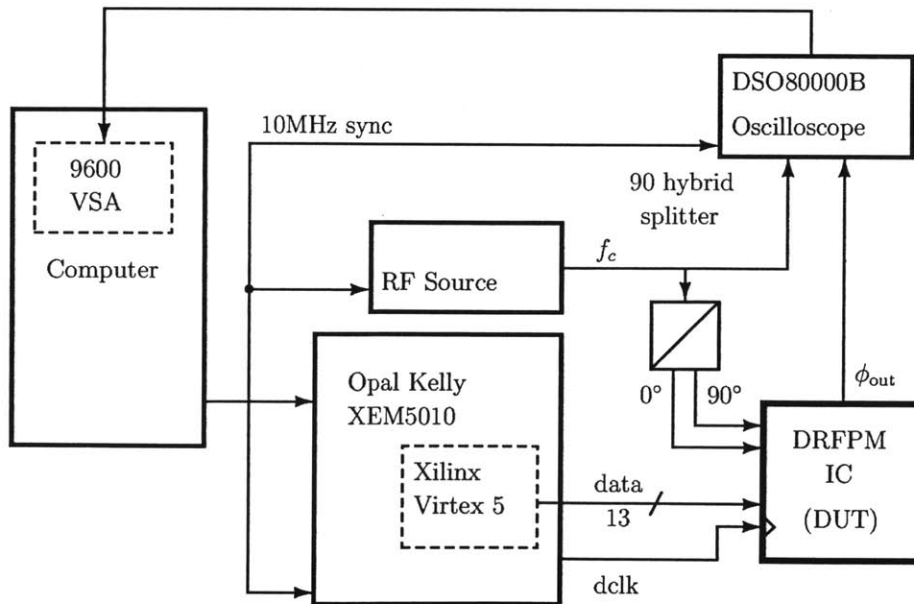 DSO80000B
Oscilloscope
10MHz sync
9600
VSA
Computer
90 hybrid
splitter
RF Source
f_c
0°
90°
ϕ_out
Opal Kelly
XEM5010
Xilinx
Virtex 5
data
13
dclk
DRFPM
IC
(DUT)